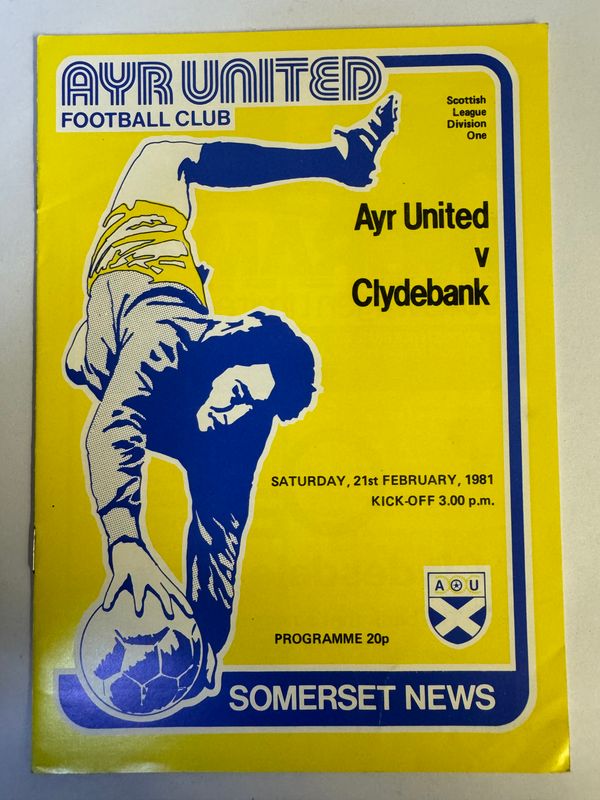 AYR UNITED
FOOTBALL CLUB
Scottish
League
Division
One
Ayr United
v
Clydebank
SATURDAY, 21st FEBRUARY, 1981
KICK-OFF 3.00 p.m.
A U
PROGRAMME 20p
SOMERSET NEWS